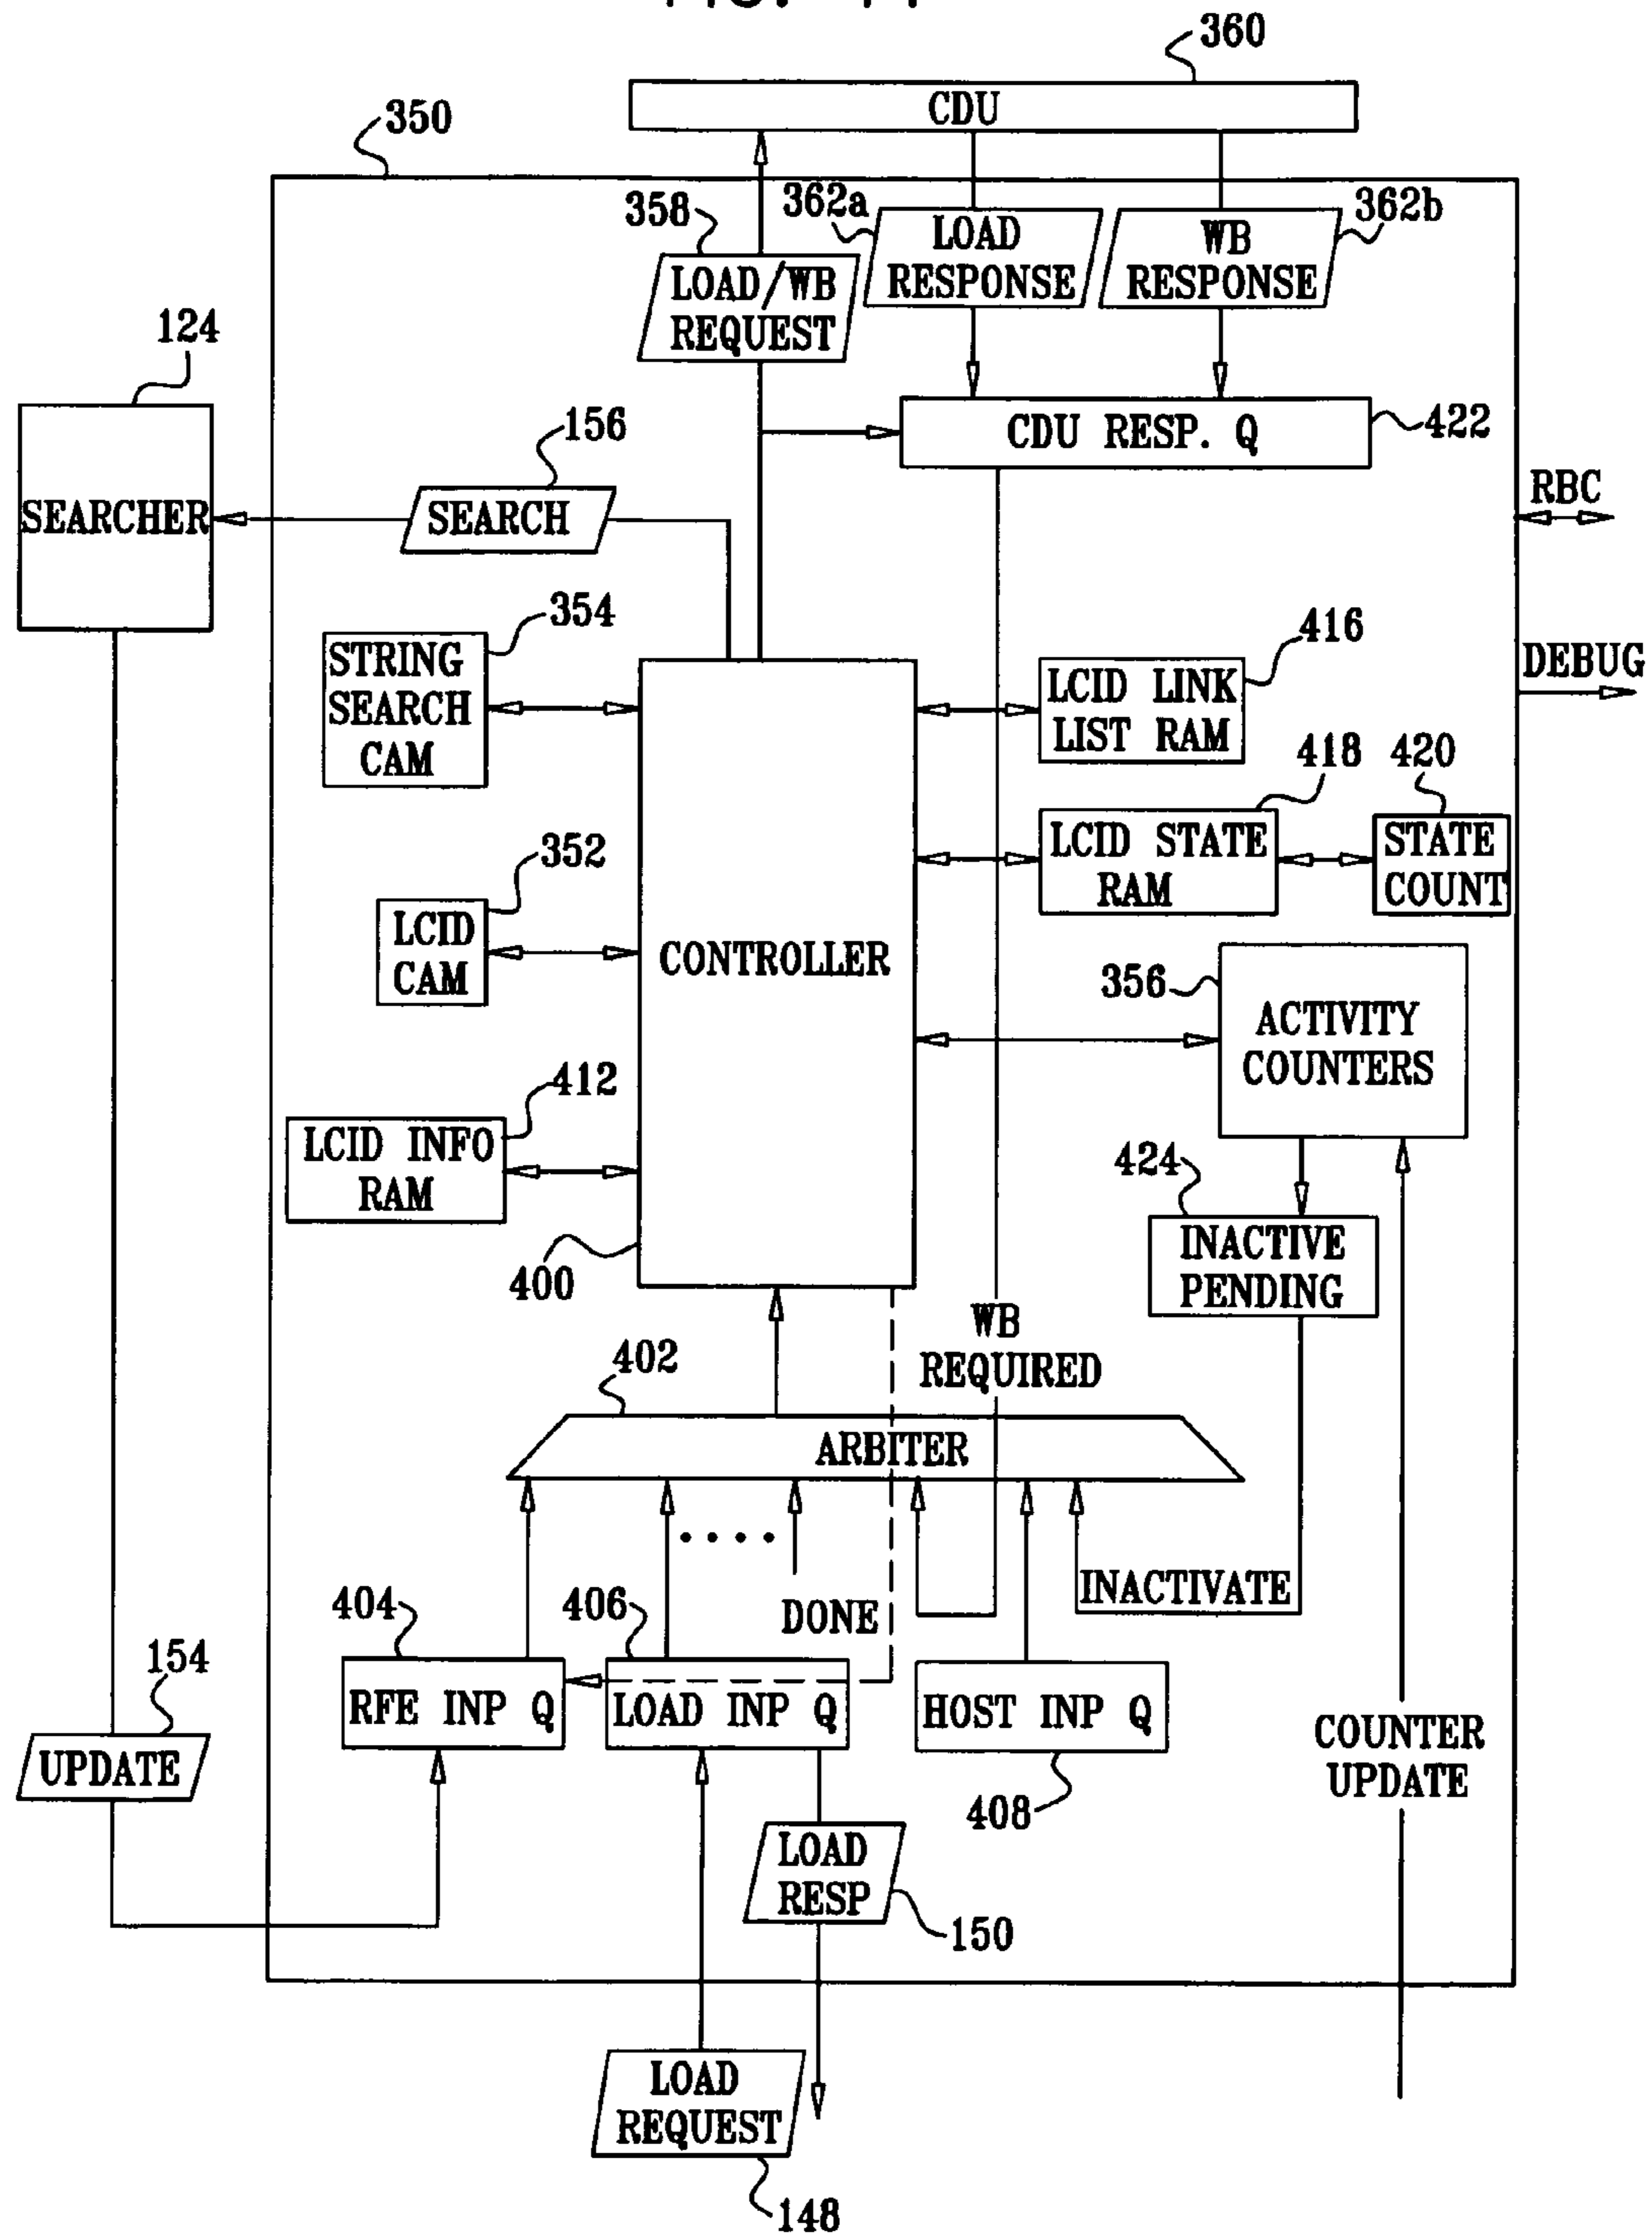 360
CDU
350
358
362a
362b
LOAD
RESPONSE
WB
RESPONSE
LOAD/WB
REQUEST
124
156
CDU RESP. Q
422
SEARCHER
SEARCH
RBC
354
STRING
SEARCH
CAM
416
LCID LINK
LIST RAM
DEBUG
418
420
352
LCID STATE
RAM
STATE
COUNT
LCID
CAM
CONTROLLER
356
ACTIVITY
COUNTERS
412
LCID INFO
RAM
424
INACTIVE
PENDING
400
WB
REQUIRED
402
ARBITER
INACTIVATE
404
406
DONE
154
RFE INP Q
LOAD INP Q
HOST INP Q
UPDATE
COUNTER
UPDATE
408
LOAD
RESP
150
LOAD
REQUEST
148